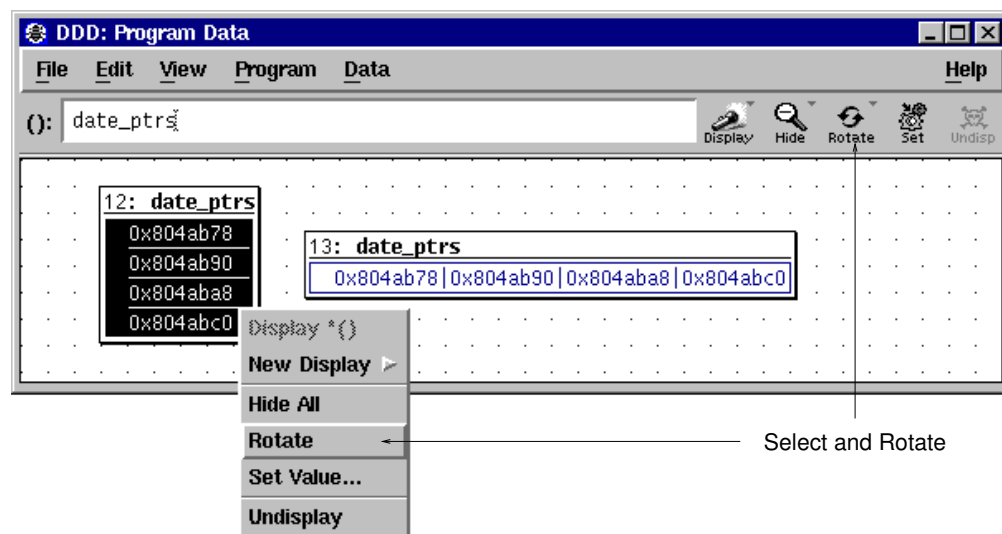 DDD: Program Data
File Edit View Program Data Help
(): date_ptrs
Display Hide Rotate Set Undisp
12: date_ptrs
0x804ab78
0x804ab90
0x804aba8
0x804abc0
13: date_ptrs
0x804ab78|0x804ab90|0x804aba8|0x804abc0
Display *()
New Display
Hide All
Rotate
Set Value...
Undisplay
Select and Rotate